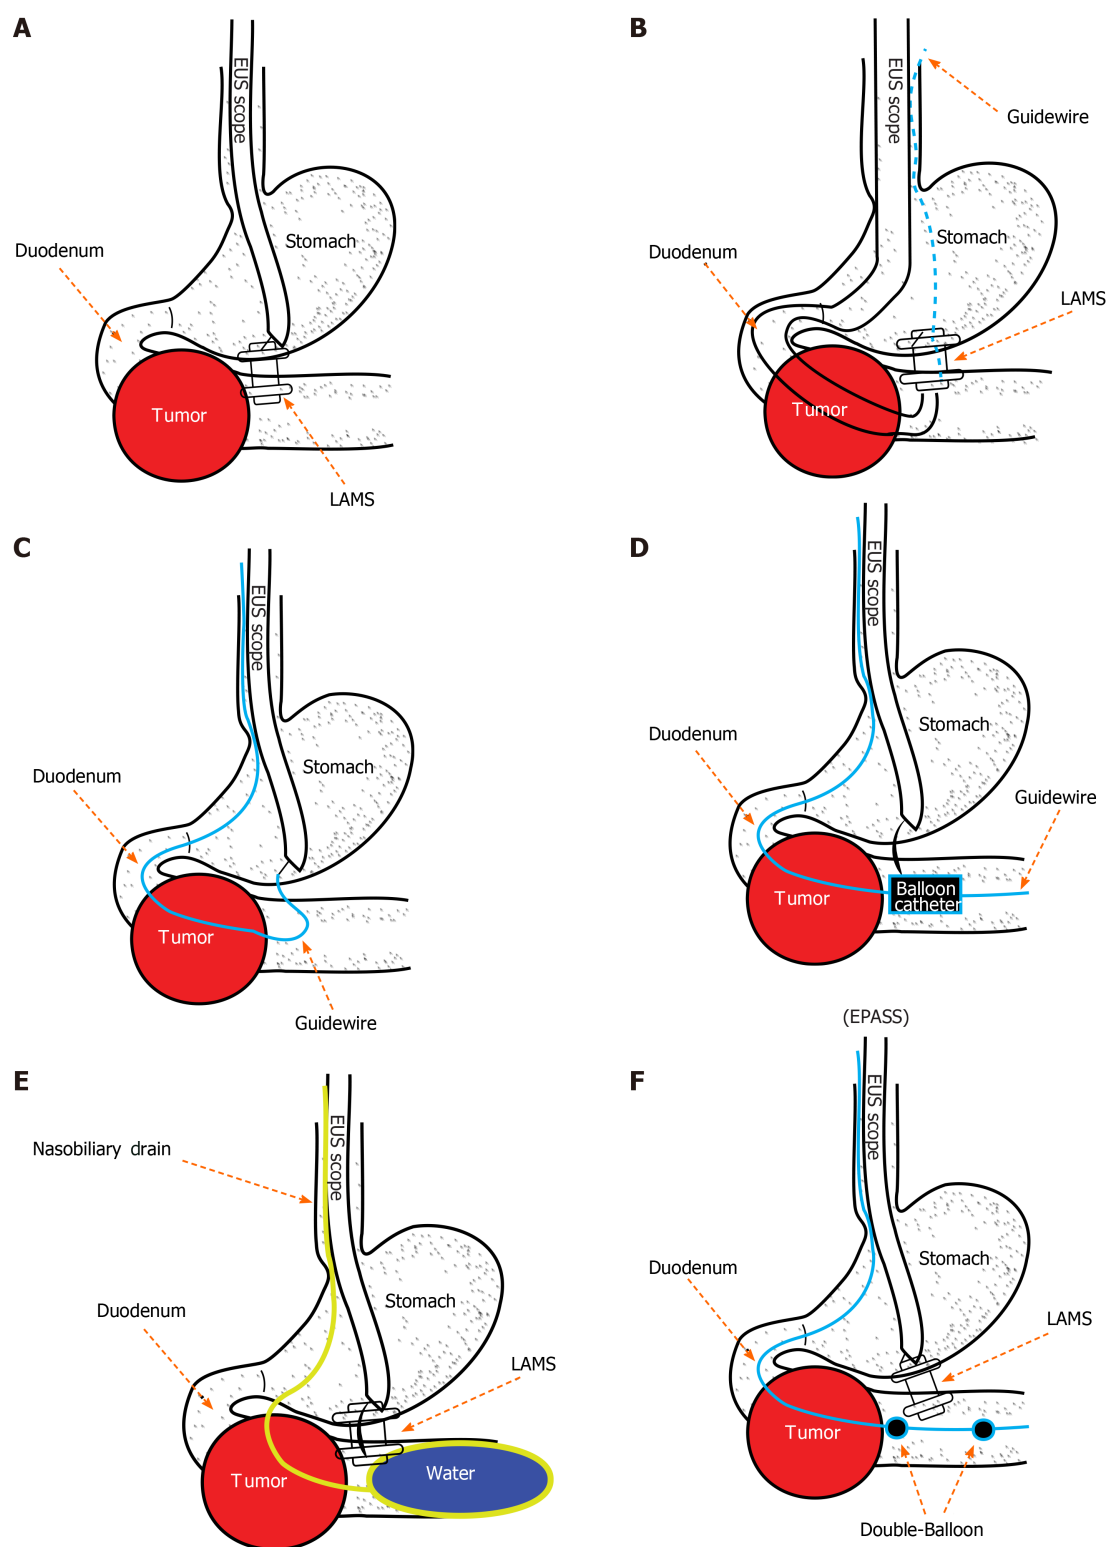 A
EUS scope
Stomach
Duodenum
Tumor
LAMS
B
EUS scope
Guidewire
Stomach
Duodenum
LAMS
Tumor
C
EUS scope
Stomach
Duodenum
Tumor
Guidewire
D
EUS scope
Stomach
Duodenum
Guidewire
Tumor
Balloon
catheter
E
EUS scope
Nasobiliary drain
Stomach
Duodenum
LAMS
Tumor
Water
(EPASS)
F
EUS scope
Stomach
Duodenum
LAMS
Tumor
Double-Balloon